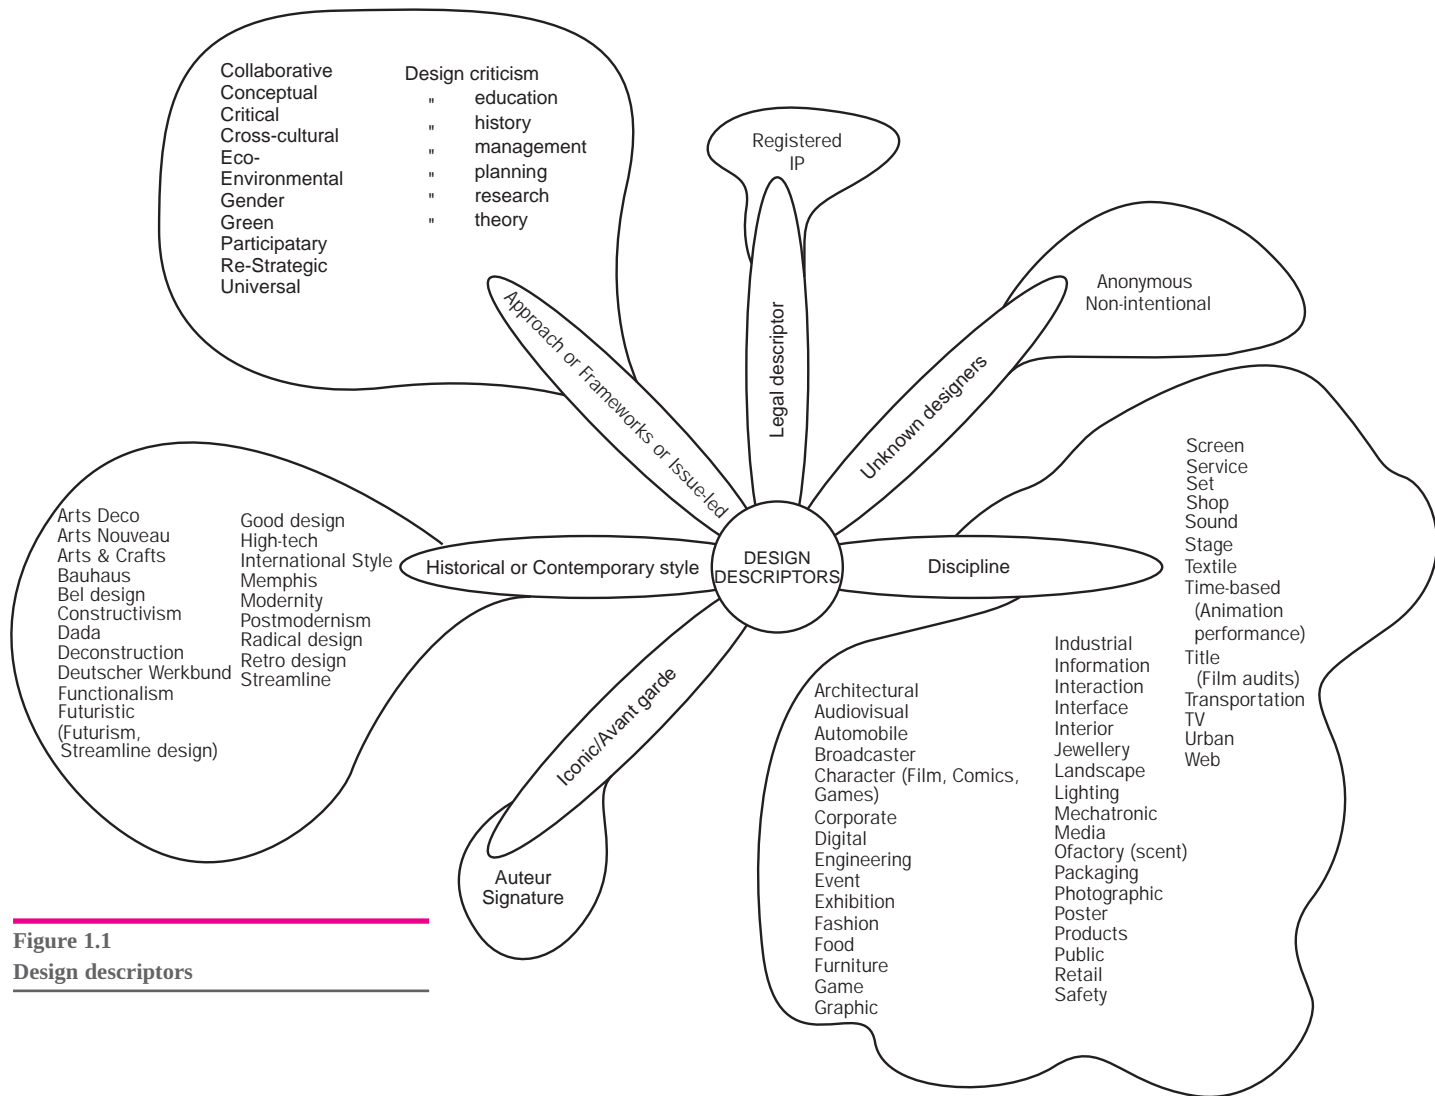 Collaborative
Conceptual
Critical
Cross-cultural
Eco-
Environmental
Gender
Green
Participatary
Re-Strategic
Universal
Design criticism
" education
" history
" management
" planning
" research
" theory
Approach or Frameworks or Issue-led
Registered
IP
Legal descriptor
Anonymous
Non-intentional
Unknown designers
DESIGN
DESCRIPTORS
Historical or Contemporary style
Arts Deco
Arts Nouveau
Arts & Crafts
Bauhaus
Bel design
Constructivism
Dada
Deconstruction
Deutscher Werkbund
Functionalism
Futuristic
(Futurism,
Streamline design)
Good design
High-tech
International Style
Memphis
Modernity
Postmodernism
Radical design
Retro design
Streamline
Iconic/Avant garde
Auteur
Signature
Discipline
Architectural
Audiovisual
Automobile
Broadcaster
Character (Film, Comics,
Games)
Corporate
Digital
Engineering
Event
Exhibition
Fashion
Food
Furniture
Game
Graphic
Industrial
Information
Interaction
Interface
Interior
Jewellery
Landscape
Lighting
Mechatronic
Media
Ofactory (scent)
Packaging
Photographic
Poster
Products
Public
Retail
Safety
Screen
Service
Set
Shop
Sound
Stage
Textile
Time-based
(Animation
performance)
Title
(Film audits)
Transportation
TV
Urban
Web
Figure 1.1
Design descriptors